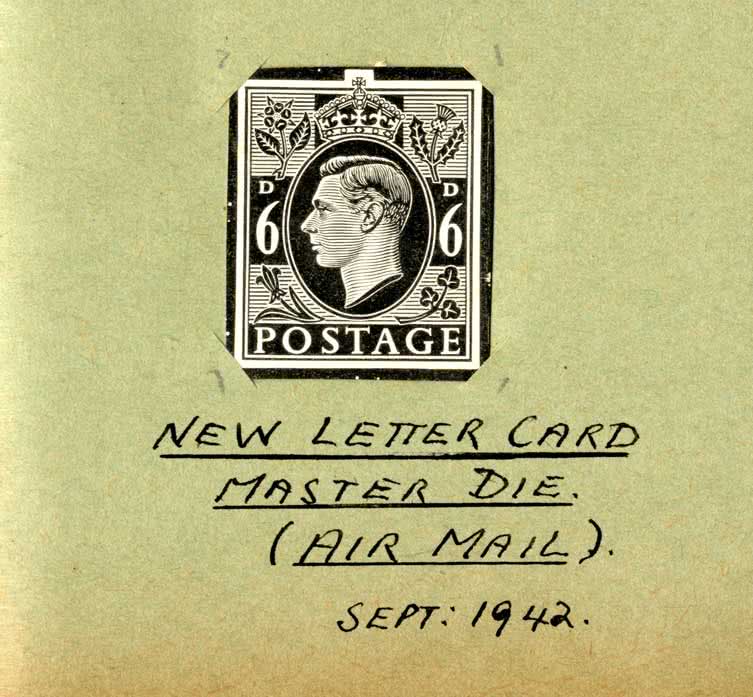 D D
6 6
POSTAGE
NEW LETTER CARD
MASTER DIE.
(AIR MAIL).
SEPT: 1942.